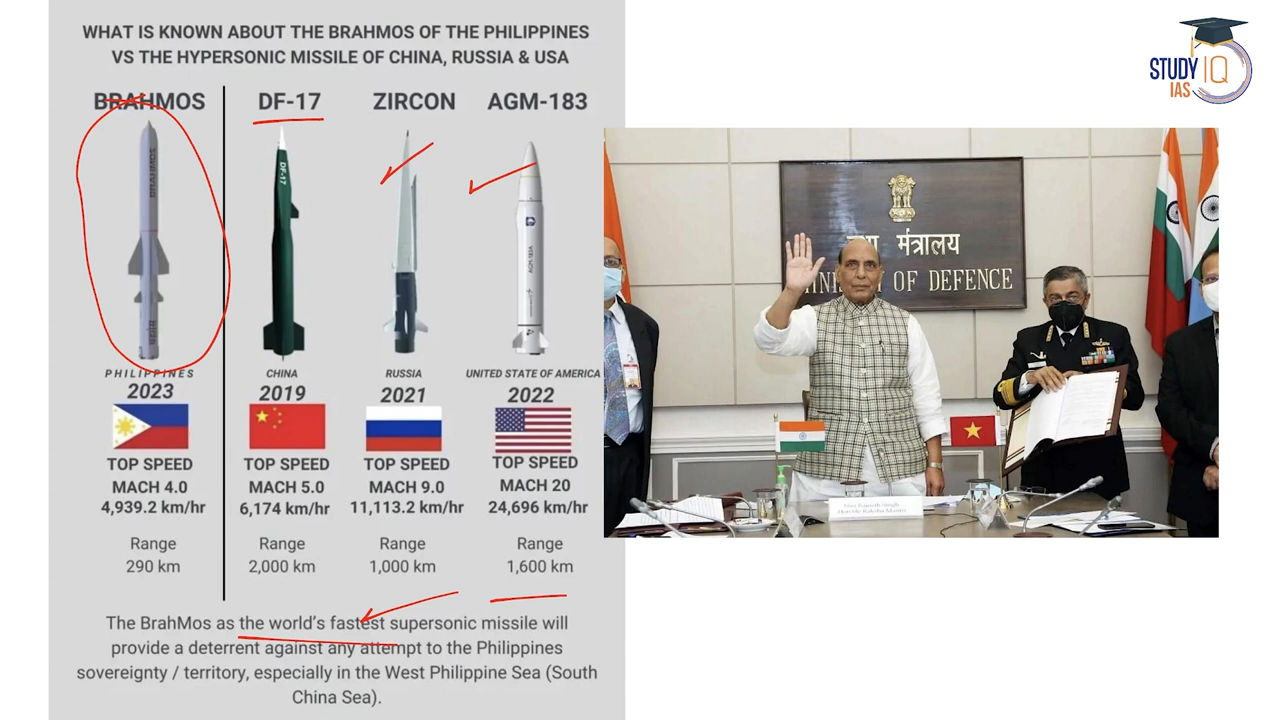 WHAT IS KNOWN ABOUT THE BRAHMOS OF THE PHILIPPINES
VS THE HYPERSONIC MISSILE OF CHINA, RUSSIA & USA
BRAHMOS
DF-17
ZIRCON
AGM-183
BRAHMOS
DF-17
AGM-183A
PHILIPPINES
2023
TOP SPEED
MACH 4.0
4,939.2 km/hr
Range
290 km
CHINA
2019
TOP SPEED
MACH 5.0
6,174 km/hr
Range
2,000 km
RUSSIA
2021
TOP SPEED
MACH 9.0
11,113.2 km/hr
Range
1,000 km
UNITED STATE OF AMERICA
2022
TOP SPEED
MACH 20
24,696 km/hr
Range
1,600 km
The BrahMos as the world's fastest supersonic missile will
provide a deterrent against any attempt to the Philippines
sovereignty / territory, especially in the West Philippine Sea (South
China Sea).
STUDY IQ
IAS
मंत्रालय
OF DEFENCE